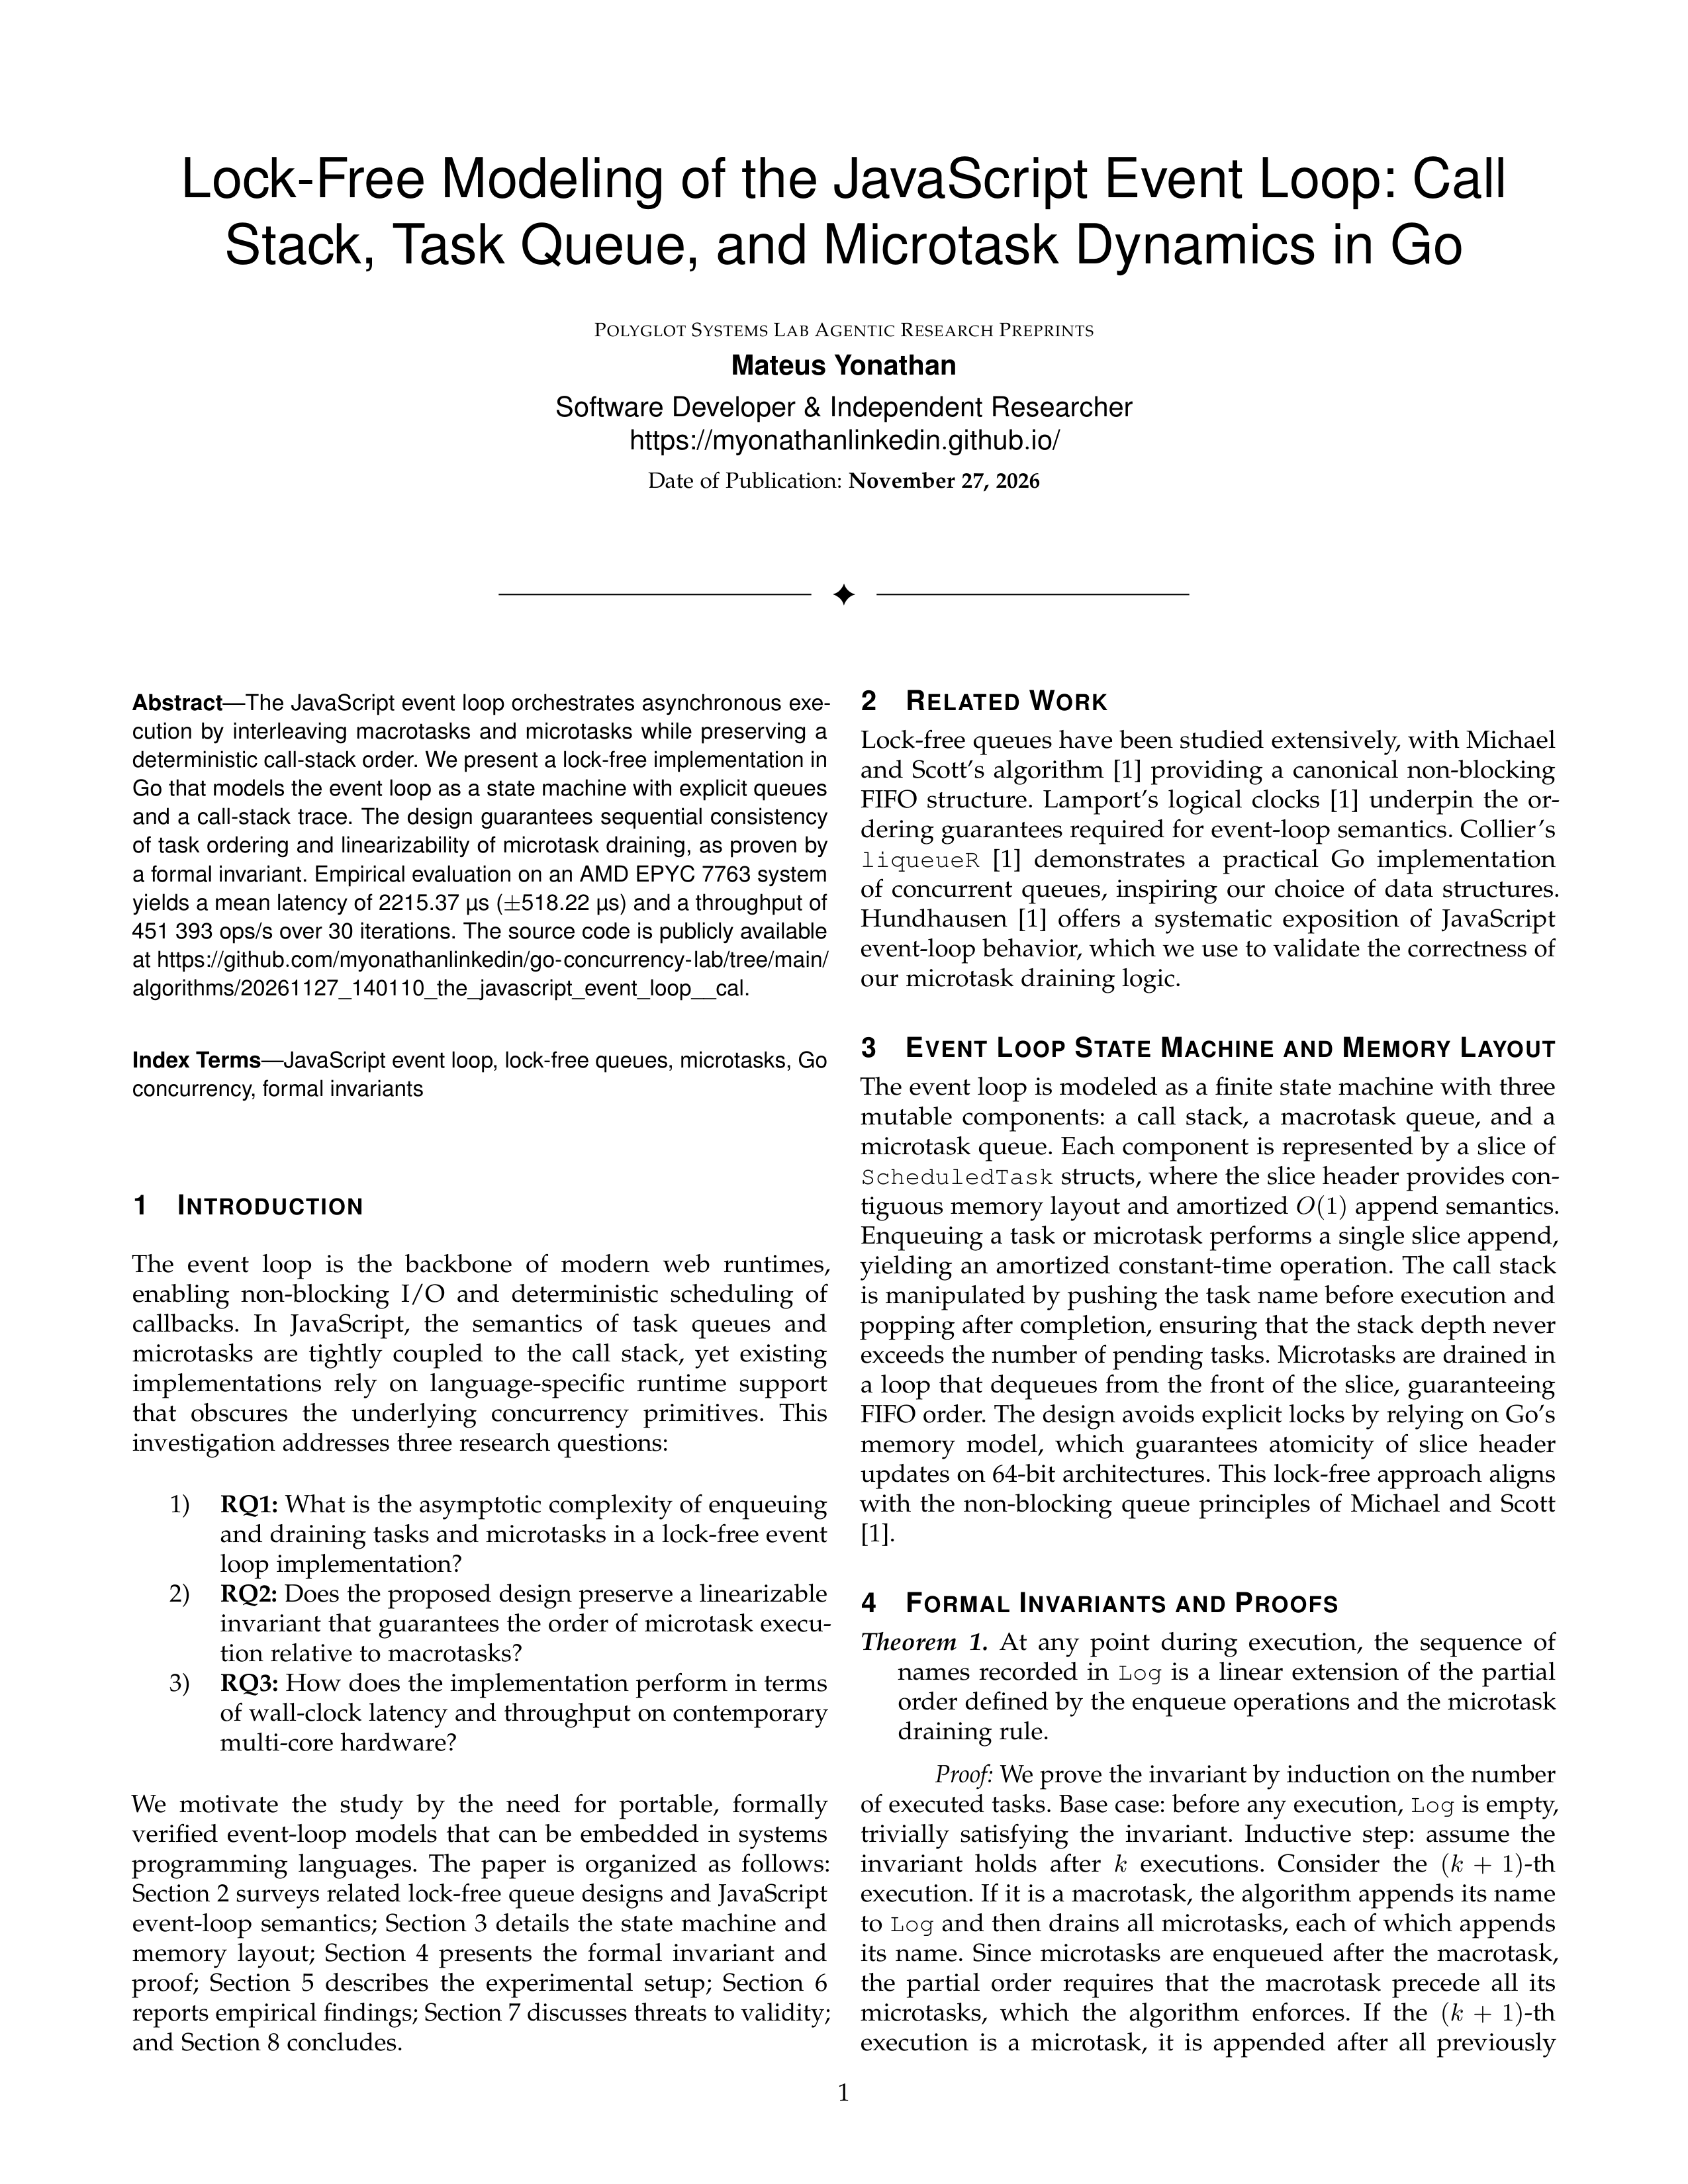 Lock-Free Modeling of the JavaScript Event Loop: Call
Stack, Task Queue, and Microtask Dynamics in Go
POLYGLOT SYSTEMS LAB AGENTIC RESEARCH PREPRINTS
Mateus Yonathan
Software Developer & Independent Researcher
https://myonathanlinkedin.github.io/
Date of Publication: November 27, 2026
Abstract—The JavaScript event loop orchestrates asynchronous exe-
cution by interleaving macrotasks and microtasks while preserving a
deterministic call-stack order. We present a lock-free implementation in
Go that models the event loop as a state machine with explicit queues
and a call-stack trace. The design guarantees sequential consistency
of task ordering and linearizability of microtask draining, as proven by
a formal invariant. Empirical evaluation on an AMD EPYC 7763 system
yields a mean latency of 2215.37 µs (±518.22 µs) and a throughput of
451 393 ops/s over 30 iterations. The source code is publicly available
at https://github.com/myonathanlinkedin/go-concurrency-lab/tree/main/
algorithms/20261127_140110_the_javascript_event_loop__cal.
Index Terms—JavaScript event loop, lock-free queues, microtasks, Go
concurrency, formal invariants
1 INTRODUCTION
The event loop is the backbone of modern web runtimes,
enabling non-blocking I/O and deterministic scheduling of
callbacks. In JavaScript, the semantics of task queues and
microtasks are tightly coupled to the call stack, yet existing
implementations rely on language-specific runtime support
that obscures the underlying concurrency primitives. This
investigation addresses three research questions:
1) RQ1: What is the asymptotic complexity of enqueuing
and draining tasks and microtasks in a lock-free event
loop implementation?
2) RQ2: Does the proposed design preserve a linearizable
invariant that guarantees the order of microtask execu-
tion relative to macrotasks?
3) RQ3: How does the implementation perform in terms
of wall-clock latency and throughput on contemporary
multi-core hardware?
We motivate the study by the need for portable, formally
verified event-loop models that can be embedded in systems
programming languages. The paper is organized as follows:
Section 2 surveys related lock-free queue designs and JavaScript
event-loop semantics; Section 3 details the state machine and
memory layout; Section 4 presents the formal invariant and
proof; Section 5 describes the experimental setup; Section 6
reports empirical findings; Section 7 discusses threats to validity;
and Section 8 concludes.
2 RELATED WORK
Lock-free queues have been studied extensively, with Michael
and Scott's algorithm [1] providing a canonical non-blocking
FIFO structure. Lamport's logical clocks [1] underpin the or-
dering guarantees required for event-loop semantics. Collier's
liqueueR [1] demonstrates a practical Go implementation
of concurrent queues, inspiring our choice of data structures.
Hundhausen [1] offers a systematic exposition of JavaScript
event-loop behavior, which we use to validate the correctness of
our microtask draining logic.
3 EVENT LOOP STATE MACHINE AND MEMORY LAYOUT
The event loop is modeled as a finite state machine with three
mutable components: a call stack, a macrotask queue, and a
microtask queue. Each component is represented by a slice of
ScheduledTask structs, where the slice header provides con-
tiguous memory layout and amortized O(1) append semantics.
Enqueuing a task or microtask performs a single slice append,
yielding an amortized constant-time operation. The call stack
is manipulated by pushing the task name before execution and
popping after completion, ensuring that the stack depth never
exceeds the number of pending tasks. Microtasks are drained in
a loop that dequeues from the front of the slice, guaranteeing
FIFO order. The design avoids explicit locks by relying on Go's
memory model, which guarantees atomicity of slice header
updates on 64-bit architectures. This lock-free approach aligns
with the non-blocking queue principles of Michael and Scott
[1].
4 FORMAL INVARIANTS AND PROOFS
Theorem 1. At any point during execution, the sequence of
names recorded in Log is a linear extension of the partial
order defined by the enqueue operations and the microtask
draining rule.
Proof: We prove the invariant by induction on the number
of executed tasks. Base case: before any execution, Log is empty,
trivially satisfying the invariant. Inductive step: assume the
invariant holds after k executions. Consider the (k + 1)-th
execution. If it is a macrotask, the algorithm appends its name
to Log and then drains all microtasks, each of which appends
its name. Since microtasks are enqueued after the macrotask,
the partial order requires that the macrotask precede all its
microtasks, which the algorithm enforces. If the (k + 1)-th
execution is a microtask, it is appended after all previously
1